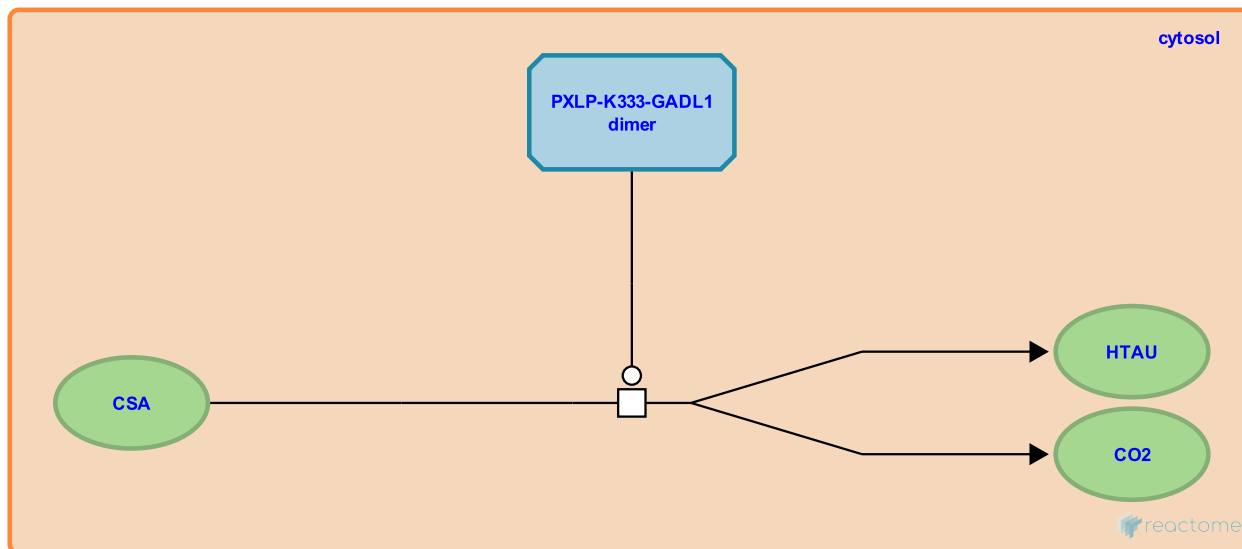 cytosol
PXLP-K333-GADL1
dimer
HTAU
CSA
CO2
reactome